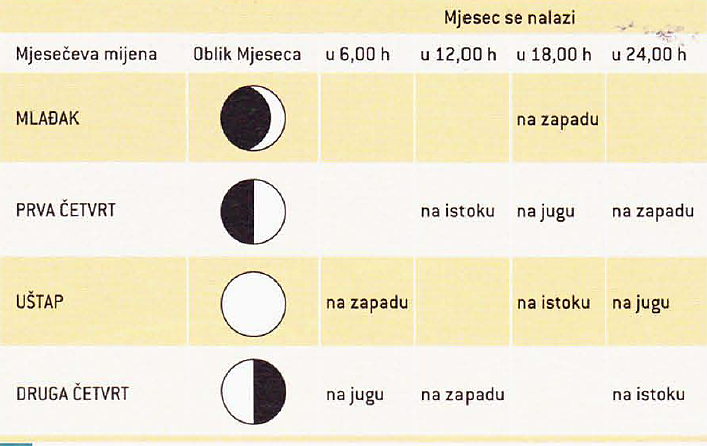 Mjesec se nalazi
Mjesečeva mijena Oblik Mjeseca u 6,00 h u 12,00 h u 18,00 h u 24,00 h
MLAĐAK na zapadu
PRVA ČETVRT na istoku na jugu na zapadu
UŠTAP na zapadu na istoku na jugu
DRUGA ČETVRT na jugu na zapadu na istoku